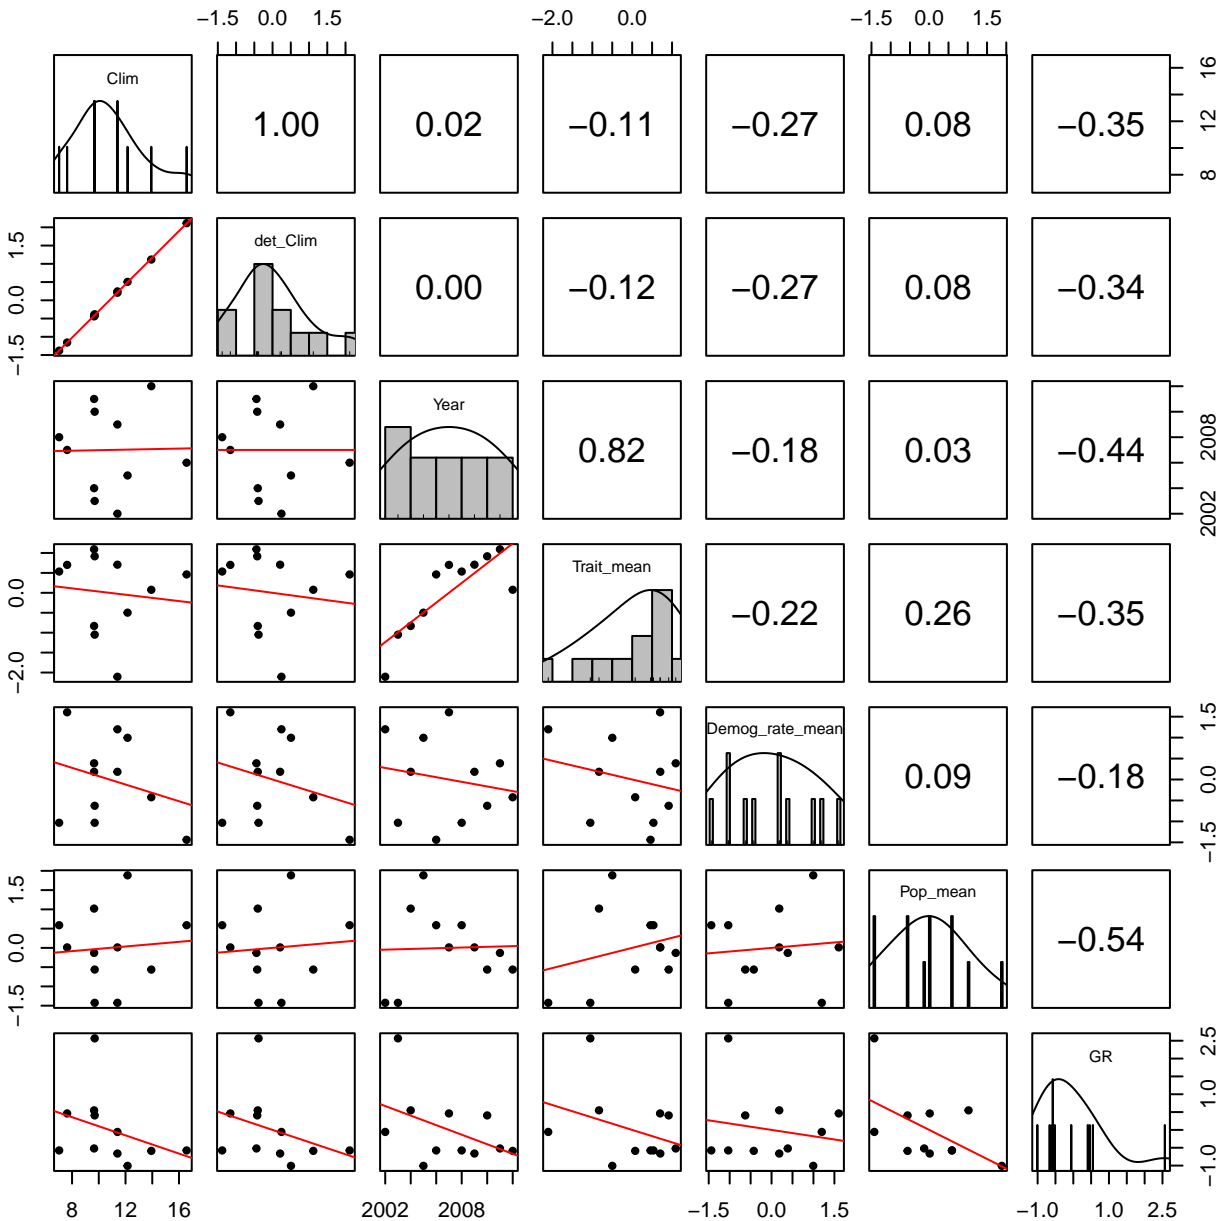 −1.5 0.0 1.5 −2.0 0.0 −1.5 0.0 1.5
Clim 1.00 0.02 −0.11 −0.27 0.08 −0.35 8 12 16
−1.5 0.0 1.5 det_Clim 0.00 −0.12 −0.27 0.08 −0.34
Year 0.82 −0.18 0.03 −0.44 2002 2008
−2.0 0.0 Trait_mean −0.22 0.26 −0.35
Demog_rate_mean 0.09 −0.18 −1.5 0.0 1.5
−1.5 0.0 1.5 Pop_mean −0.54
GR −1.0 1.0 2.5
8 12 16 2002 2008 −1.5 0.0 1.5 −1.0 1.0 2.5